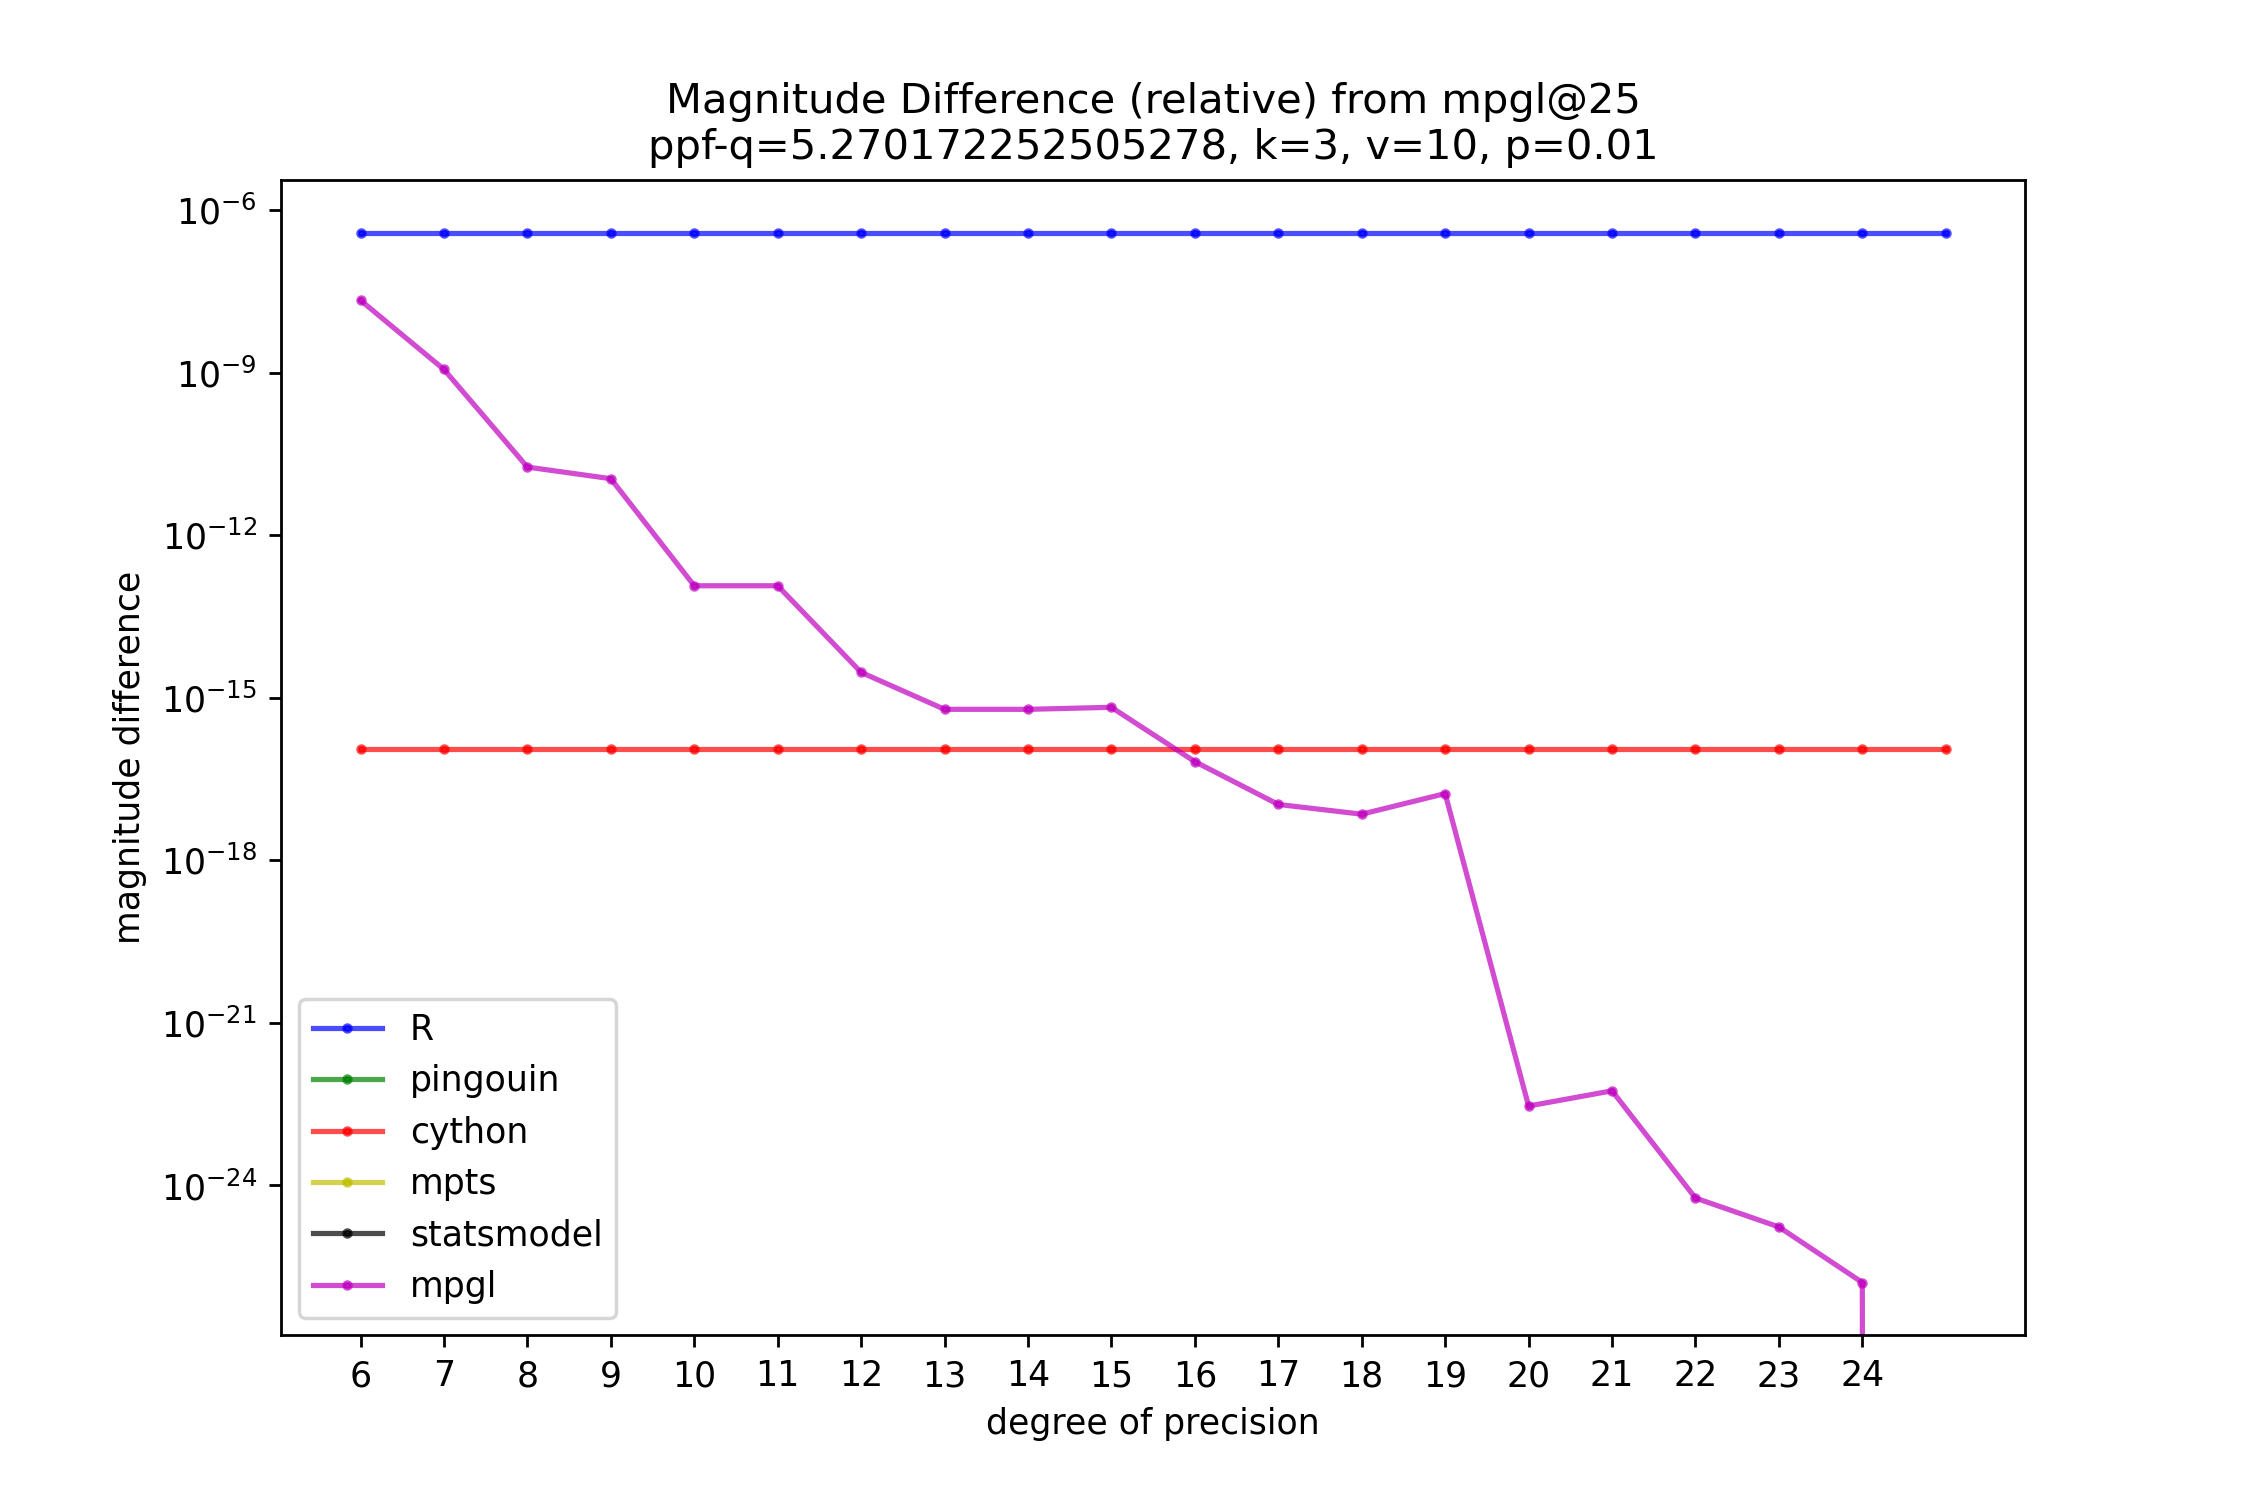 Magnitude Difference (relative) from mpgl@25
ppf-q=5.270172252505278, k=3, v=10, p=0.01
magnitude difference
10⁻⁶
10⁻⁹
10⁻¹²
10⁻¹⁵
10⁻¹⁸
10⁻²¹
10⁻²⁴
R
pingouin
cython
mpts
statsmodel
mpgl
6 7 8 9 10 11 12 13 14 15 16 17 18 19 20 21 22 23 24
degree of precision